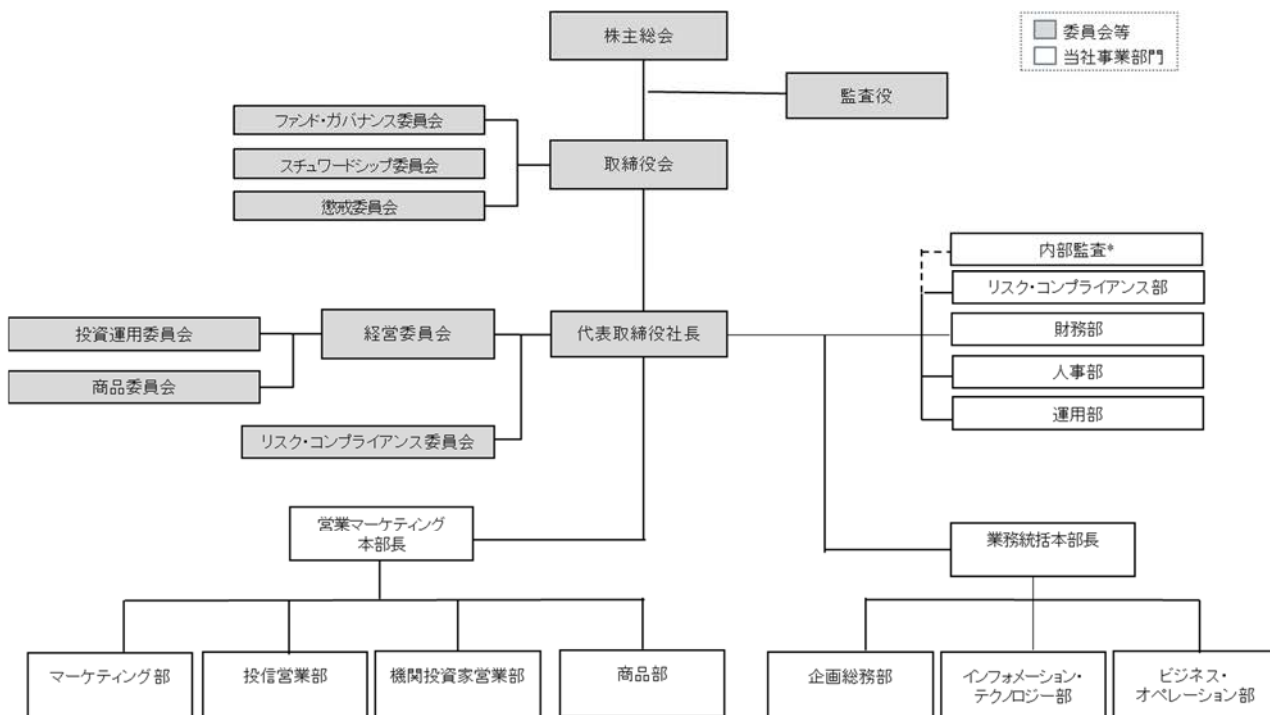 株主総会
委員会等
当社事業部門
監査役
ファンド・ガバナンス委員会
スチュワードシップ委員会
懲戒委員会
取締役会
内部監査*
リスク・コンプライアンス部
財務部
人事部
運用部
投資運用委員会
商品委員会
経営委員会
代表取締役社長
リスク・コンプライアンス委員会
営業マーケティング
本部長
業務統括本部長
マーケティング部
投信営業部
機関投資家営業部
商品部
企画総務部
インフォメーション・
テクノロジー部
ビジネス・
オペレーション部